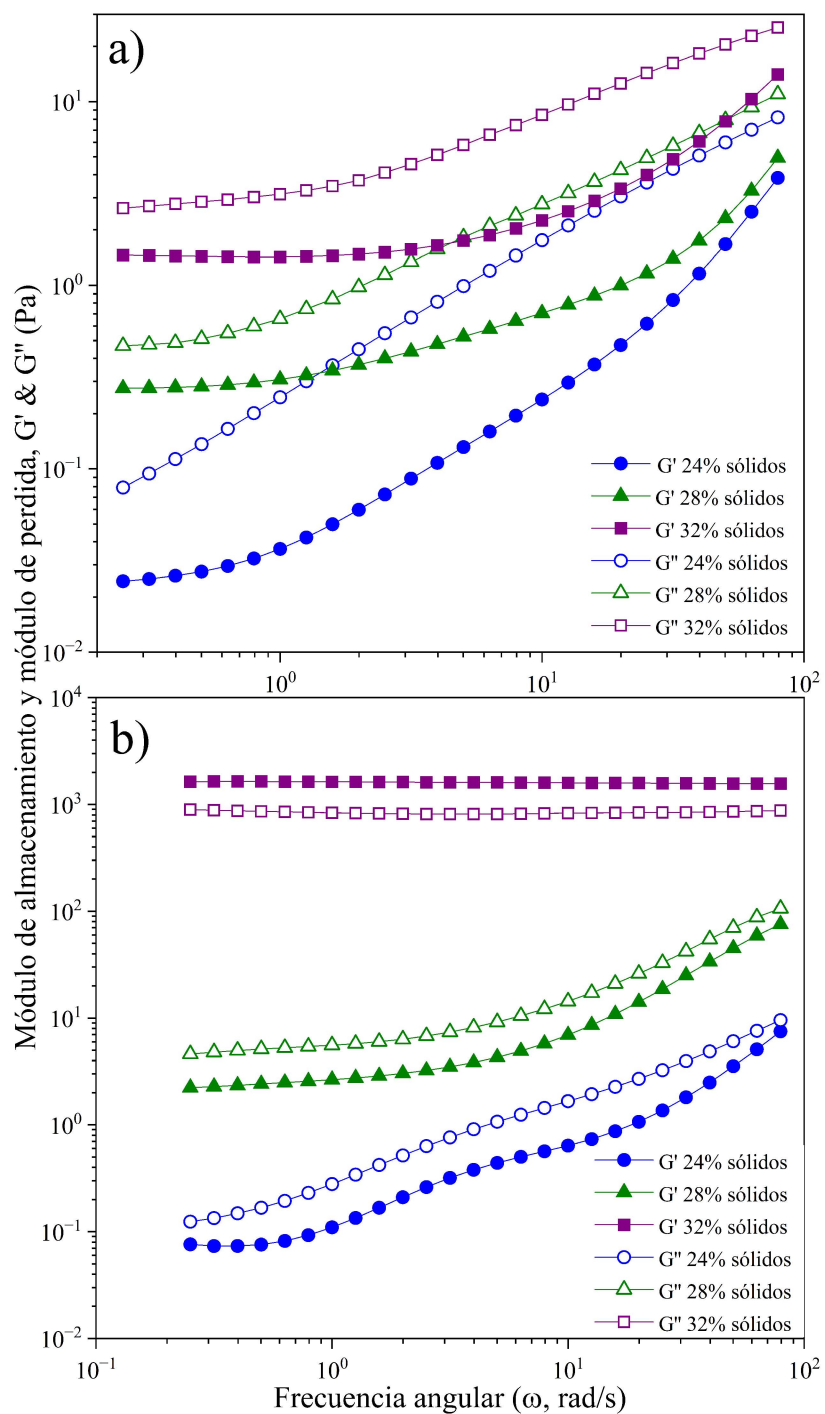 a)
10¹
10⁰
10⁻¹
10⁻²
G' 24% sólidos
G' 28% sólidos
G' 32% sólidos
G'' 24% sólidos
G'' 28% sólidos
G'' 32% sólidos
10⁰
10¹
10²
Módulo de almacenamiento y módulo de perdida, G' & G'' (Pa)
b)
10⁴
10³
10²
10¹
10⁰
10⁻¹
10⁻²
G' 24% sólidos
G' 28% sólidos
G' 32% sólidos
G'' 24% sólidos
G'' 28% sólidos
G'' 32% sólidos
10⁻¹
10⁰
10¹
10²
Frecuencia angular (ω, rad/s)